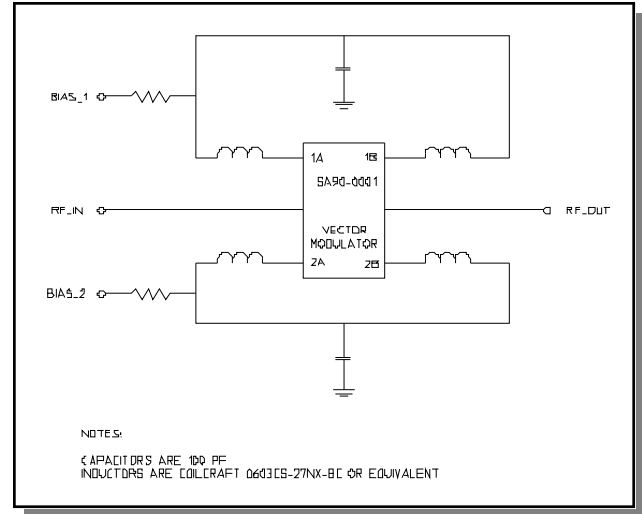 BIAS_1
1A 1B
SA90-0001
RF_IN
RF_OUT
VECTOR
MODULATOR
2A 2B
BIAS_2
NOTES:
CAPACITORS ARE 100 PF
INDUCTORS ARE COILCRAFT 0603CS-27NX-BC OR EQUIVALENT